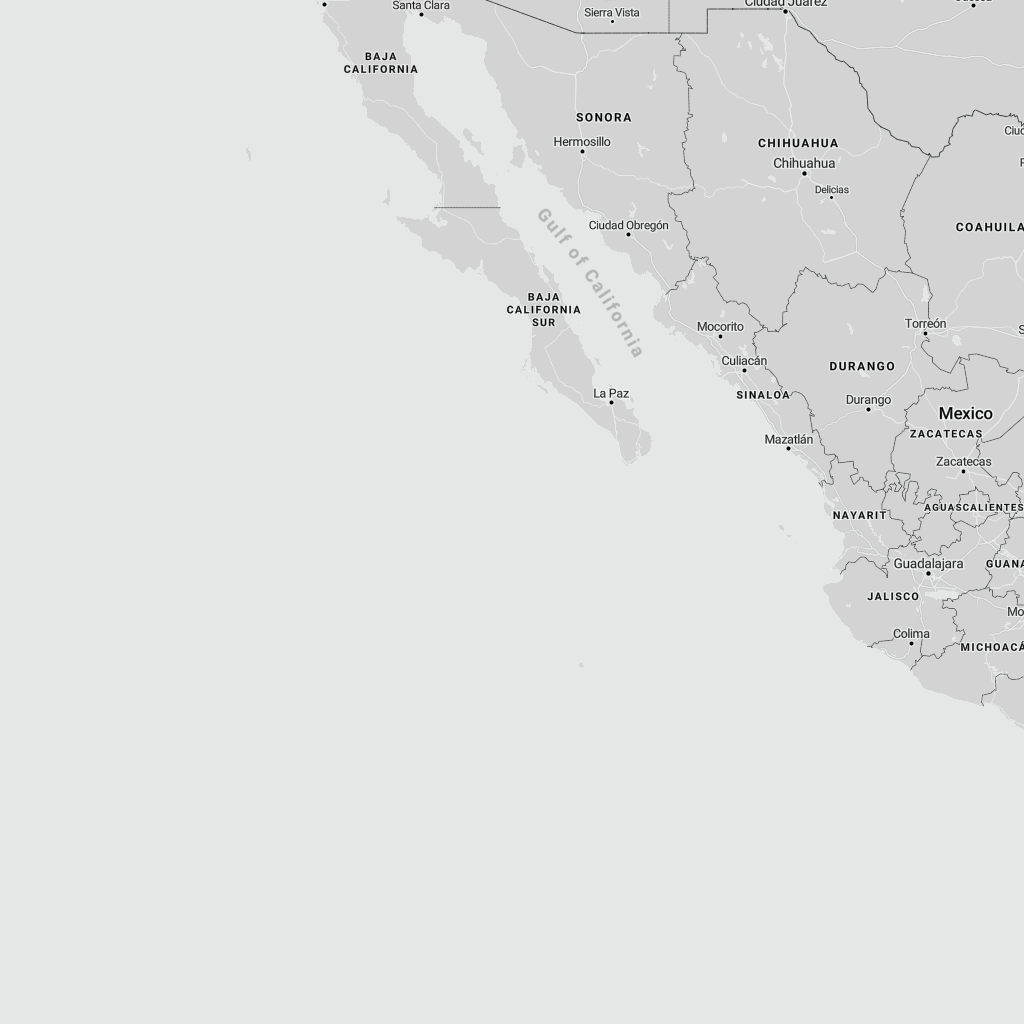 Santa Clara
Sierra Vista
Ciudad Juárez
BAJA
CALIFORNIA
SONORA
Hermosillo
CHIHUAHUA
Chihuahua
Delicias
Gulf of California
Ciudad Obregón
COAHUILA
BAJA
CALIFORNIA
SUR
Mocorito
Torreón
Culiacán
DURANGO
SINALOA
La Paz
Durango
Mexico
ZACATECAS
Mazatlán
Zacatecas
NAYARIT
AGUASCALIENTES
Guadalajara
GUANA
JALISCO
Mo
Colima
MICHOACÁ